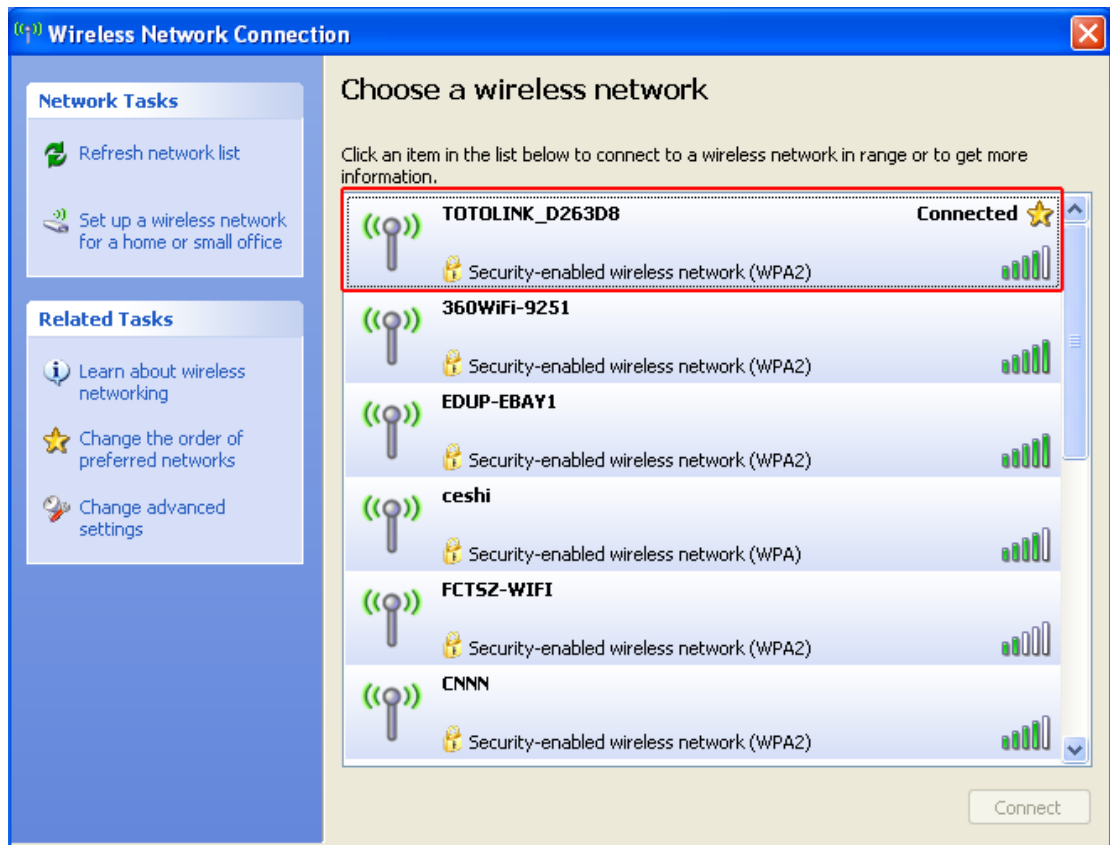 Wireless Network Connection
Network Tasks
Refresh network list
Set up a wireless network
for a home or small office
Related Tasks
Learn about wireless
networking
Change the order of
preferred networks
Change advanced
settings
Choose a wireless network
Click an item in the list below to connect to a wireless network in range or to get more
information.
TOTOLINK_D263D8 Connected
Security-enabled wireless network (WPA2)
360WiFi-9251
Security-enabled wireless network (WPA2)
EDUP-EBAY1
Security-enabled wireless network (WPA2)
ceshi
Security-enabled wireless network (WPA)
FCTSZ-WIFI
Security-enabled wireless network (WPA2)
CNNN
Security-enabled wireless network (WPA2)
Connect